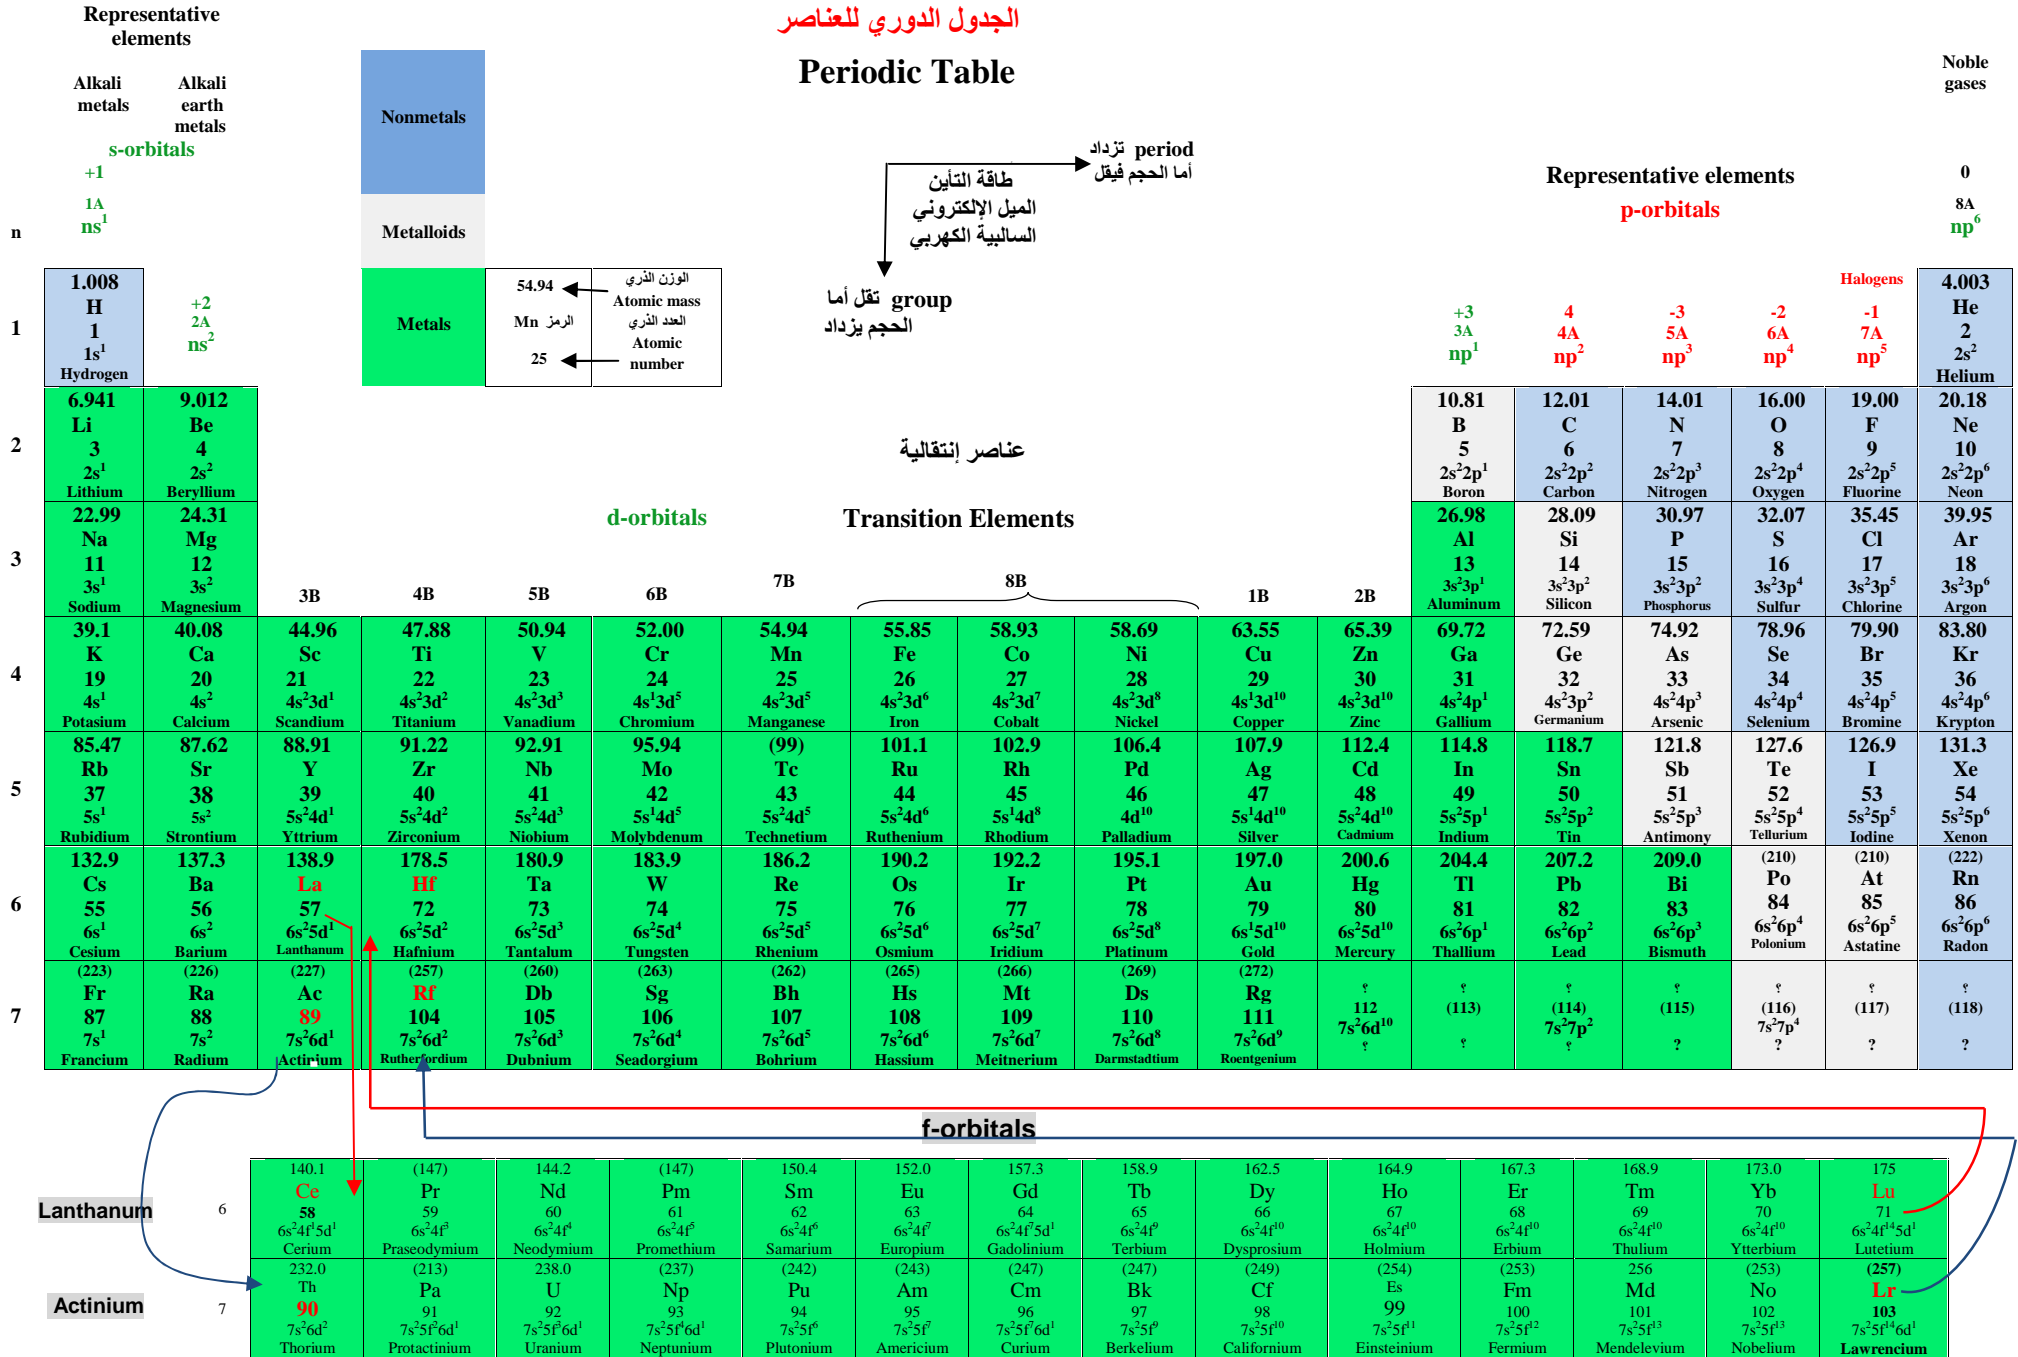 الجدول الدوري للعناصر
Periodic Table
Representative
elements
Alkali
metals
Alkali
earth
metals
s-orbitals
+1
1A
ns¹
n
+2
2A
ns²
Nonmetals
Metalloids
Metals
54.94
الرمز Mn
25
الوزن الذري
Atomic mass
العدد الذري
Atomic
number
تزداد period
أما الحجم فيقل
طاقة التأين
الميل الإلكتروني
السالبية الكهربي
تقل أما group
الحجم يزداد
Representative elements
p-orbitals
Noble
gases
0
8A
np⁶
Halogens
+3 4 -3 -2 -1
3A 4A 5A 6A 7A
np¹ np² np³ np⁴ np⁵
عناصر إنتقالية
d-orbitals
Transition Elements
3B 4B 5B 6B 7B 8B 1B 2B
1
1.008 4.003
H He
1 2
1s¹ 2s²
Hydrogen Helium
2
6.941 9.012 10.81 12.01 14.01 16.00 19.00 20.18
Li Be B C N O F Ne
3 4 5 6 7 8 9 10
2s¹ 2s² 2s²2p¹ 2s²2p² 2s²2p³ 2s²2p⁴ 2s²2p⁵ 2s²2p⁶
Lithium Beryllium Boron Carbon Nitrogen Oxygen Fluorine Neon
3
22.99 24.31 26.98 28.09 30.97 32.07 35.45 39.95
Na Mg Al Si P S Cl Ar
11 12 13 14 15 16 17 18
3s¹ 3s² 3s²3p¹ 3s²3p² 3s²3p² 3s²3p⁴ 3s²3p⁵ 3s²3p⁶
Sodium Magnesium Aluminum Silicon Phosphorus Sulfur Chlorine Argon
4
39.1 40.08 44.96 47.88 50.94 52.00 54.94 55.85 58.93 58.69 63.55 65.39 69.72 72.59 74.92 78.96 79.90 83.80
K Ca Sc Ti V Cr Mn Fe Co Ni Cu Zn Ga Ge As Se Br Kr
19 20 21 22 23 24 25 26 27 28 29 30 31 32 33 34 35 36
4s¹ 4s² 4s²3d¹ 4s²3d² 4s²3d³ 4s¹3d⁵ 4s²3d⁵ 4s²3d⁶ 4s²3d⁷ 4s²3d⁸ 4s¹3d¹⁰ 4s²3d¹⁰ 4s²4p¹ 4s²3p² 4s²4p³ 4s²4p⁴ 4s²4p⁵ 4s²4p⁶
Potasium Calcium Scandium Titanium Vanadium Chromium Manganese Iron Cobalt Nickel Copper Zinc Gallium Germanium Arsenic Selenium Bromine Krypton
5
85.47 87.62 88.91 91.22 92.91 95.94 (99) 101.1 102.9 106.4 107.9 112.4 114.8 118.7 121.8 127.6 126.9 131.3
Rb Sr Y Zr Nb Mo Tc Ru Rh Pd Ag Cd In Sn Sb Te I Xe
37 38 39 40 41 42 43 44 45 46 47 48 49 50 51 52 53 54
5s¹ 5s² 5s²4d¹ 5s²4d² 5s²4d³ 5s¹4d⁵ 5s²4d⁵ 5s²4d⁶ 5s¹4d⁸ 4d¹⁰ 5s¹4d¹⁰ 5s²4d¹⁰ 5s²5p¹ 5s²5p² 5s²5p³ 5s²5p⁴ 5s²5p⁵ 5s²5p⁶
Rubidium Strontium Yttrium Zirconium Niobium Molybdenum Technetium Ruthenium Rhodium Palladium Silver Cadmium Indium Tin Antimony Tellurium Iodine Xenon
6
132.9 137.3 138.9 178.5 180.9 183.9 186.2 190.2 192.2 195.1 197.0 200.6 204.4 207.2 209.0 (210) (210) (222)
Cs Ba La Hf Ta W Re Os Ir Pt Au Hg Tl Pb Bi Po At Rn
55 56 57 72 73 74 75 76 77 78 79 80 81 82 83 84 85 86
6s¹ 6s² 6s²5d¹ 6s²5d² 6s²5d³ 6s²5d⁴ 6s²5d⁵ 6s²5d⁶ 6s²5d⁷ 6s²5d⁸ 6s¹5d¹⁰ 6s²5d¹⁰ 6s²6p¹ 6s²6p² 6s²6p³ 6s²6p⁴ 6s²6p⁵ 6s²6p⁶
Cesium Barium Lanthanum Hafnium Tantalum Tungsten Rhenium Osmium Iridium Platinum Gold Mercury Thallium Lead Bismuth Polonium Astatine Radon
7
(223) (226) (227) (257) (260) (263) (262) (265) (266) (269) (272) ؟ ؟ ؟ ؟ ؟ ؟
Fr Ra Ac Rf Db Sg Bh Hs Mt Ds Rg 112 (113) (114) (115) (116) (117) (118)
87 88 89 104 105 106 107 108 109 110 111
7s¹ 7s² 7s²6d¹ 7s²6d² 7s²6d³ 7s²6d⁴ 7s²6d⁵ 7s²6d⁶ 7s²6d⁷ 7s²6d⁸ 7s²6d⁹ 7s²6d¹⁰ 7s²7p² 7s²7p⁴
Francium Radium Actinium Rutherfordium Dubnium Seadorgium Bohrium Hassium Meitnerium Darmstadtium Roentgenium ؟ ؟ ؟ ? ? ? ?
f-orbitals
Lanthanum 6
140.1 (147) 144.2 (147) 150.4 152.0 157.3 158.9 162.5 164.9 167.3 168.9 173.0 175
Ce Pr Nd Pm Sm Eu Gd Tb Dy Ho Er Tm Yb Lu
58 59 60 61 62 63 64 65 66 67 68 69 70 71
6s²4f¹5d¹ 6s²4f³ 6s²4f⁴ 6s²4f⁵ 6s²4f⁶ 6s²4f⁷ 6s²4f⁷5d¹ 6s²4f⁹ 6s²4f¹⁰ 6s²4f¹⁰ 6s²4f¹⁰ 6s²4f¹⁰ 6s²4f¹⁰ 6s²4f¹⁴5d¹
Cerium Praseodymium Neodymium Promethium Samarium Europium Gadolinium Terbium Dysprosium Holmium Erbium Thulium Ytterbium Lutetium
Actinium 7
232.0 (213) 238.0 (237) (242) (243) (247) (247) (249) (254) (253) 256 (253) (257)
Th Pa U Np Pu Am Cm Bk Cf Es Fm Md No Lr
90 91 92 93 94 95 96 97 98 99 100 101 102 103
7s²6d² 7s²5f²6d¹ 7s²5f³6d¹ 7s²5f⁴6d¹ 7s²5f⁶ 7s²5f⁷ 7s²5f⁷6d¹ 7s²5f⁹ 7s²5f¹⁰ 7s²5f¹¹ 7s²5f¹² 7s²5f¹³ 7s²5f¹³ 7s²5f¹⁴6d¹
Thorium Protactinium Uranium Neptunium Plutonium Americium Curium Berkelium Californium Einsteinium Fermium Mendelevium Nobelium Lawrencium